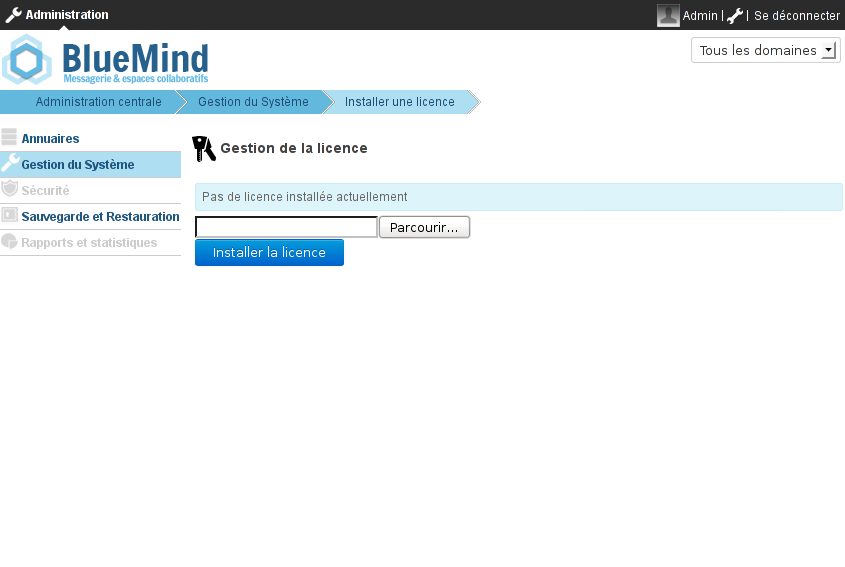 Administration
Admin | | Se déconnecter
BlueMind
Messagerie & espaces collaboratifs
Tous les domaines
Administration centrale Gestion du Système Installer une licence
Annuaires
Gestion du Système
Sécurité
Sauvegarde et Restauration
Rapports et statistiques
Gestion de la licence
Pas de licence installée actuellement
Parcourir...
Installer la licence